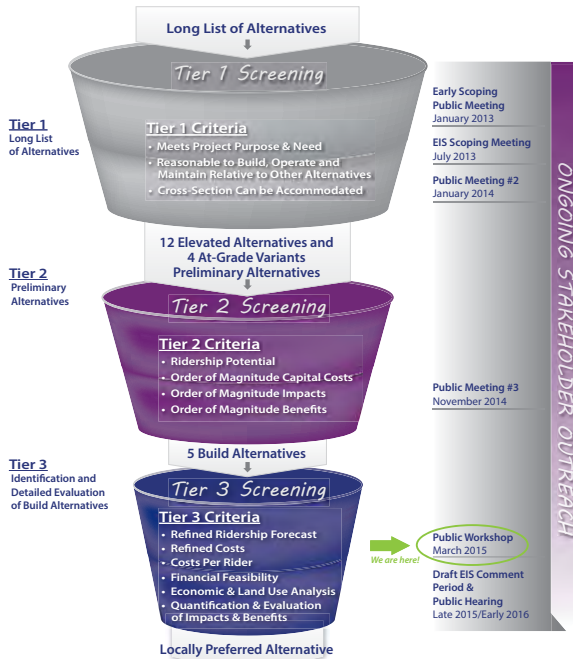 Long List of Alternatives
Tier 1 Screening
Tier 1
Long List
of Alternatives
Tier 1 Criteria
• Meets Project Purpose & Need
• Reasonable to Build, Operate and
Maintain Relative to Other Alternatives
• Cross-Section Can be Accommodated
12 Elevated Alternatives and
4 At-Grade Variants
Preliminary Alternatives
Tier 2
Preliminary
Alternatives
Tier 2 Screening
Tier 2 Criteria
• Ridership Potential
• Order of Magnitude Capital Costs
• Order of Magnitude Impacts
• Order of Magnitude Benefits
5 Build Alternatives
Tier 3
Identification and
Detailed Evaluation
of Build Alternatives
Tier 3 Screening
Tier 3 Criteria
• Refined Ridership Forecast
• Refined Costs
• Costs Per Rider
• Financial Feasibility
• Economic & Land Use Analysis
• Quantification & Evaluation
of Impacts & Benefits
Locally Preferred Alternative
We are here!
Early Scoping
Public Meeting
January 2013
EIS Scoping Meeting
July 2013
Public Meeting #2
January 2014
Public Meeting #3
November 2014
Public Workshop
March 2015
Draft EIS Comment
Period &
Public Hearing
Late 2015/Early 2016
ONGOING STAKEHOLDER OUTREACH